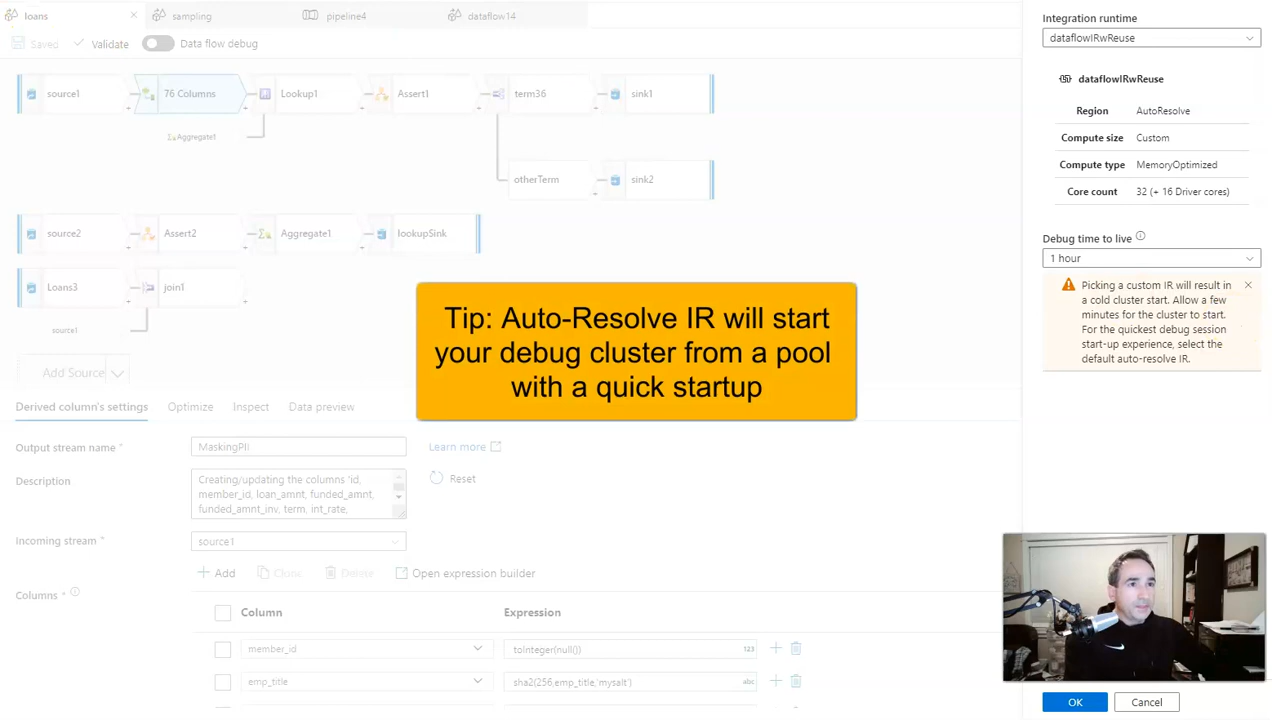 loans
sampling
pipeline4
dataflow14
Saved
Validate
Data flow debug
source1
76 Columns
Lookup1
Assert1
term36
sink1
Aggregate1
otherTerm
sink2
source2
Assert2
Aggregate1
lookupSink
Loans3
join1
source1
Add Source
Tip: Auto-Resolve IR will start
your debug cluster from a pool
with a quick startup
Derived column's settings
Optimize
Inspect
Data preview
Output stream name *
MaskingPII
Learn more
Description
Creating/updating the columns 'id,
member_id, loan_amnt, funded_amnt,
funded_amnt_inv, term, int_rate,
Reset
Incoming stream *
source1
Add
Clone
Delete
Open expression builder
Columns *
Column
Expression
member_id
toInteger(null())
123
emp_title
sha2(256,emp_title,'mysalt')
abc
Integration runtime
dataflowIRwReuse
dataflowIRwReuse
Region AutoResolve
Compute size Custom
Compute type MemoryOptimized
Core count 32 (+ 16 Driver cores)
Debug time to live
1 hour
Picking a custom IR will result in
a cold cluster start. Allow a few
minutes for the cluster to start.
For the quickest debug session
start-up experience, select the
default auto-resolve IR.
OK
Cancel